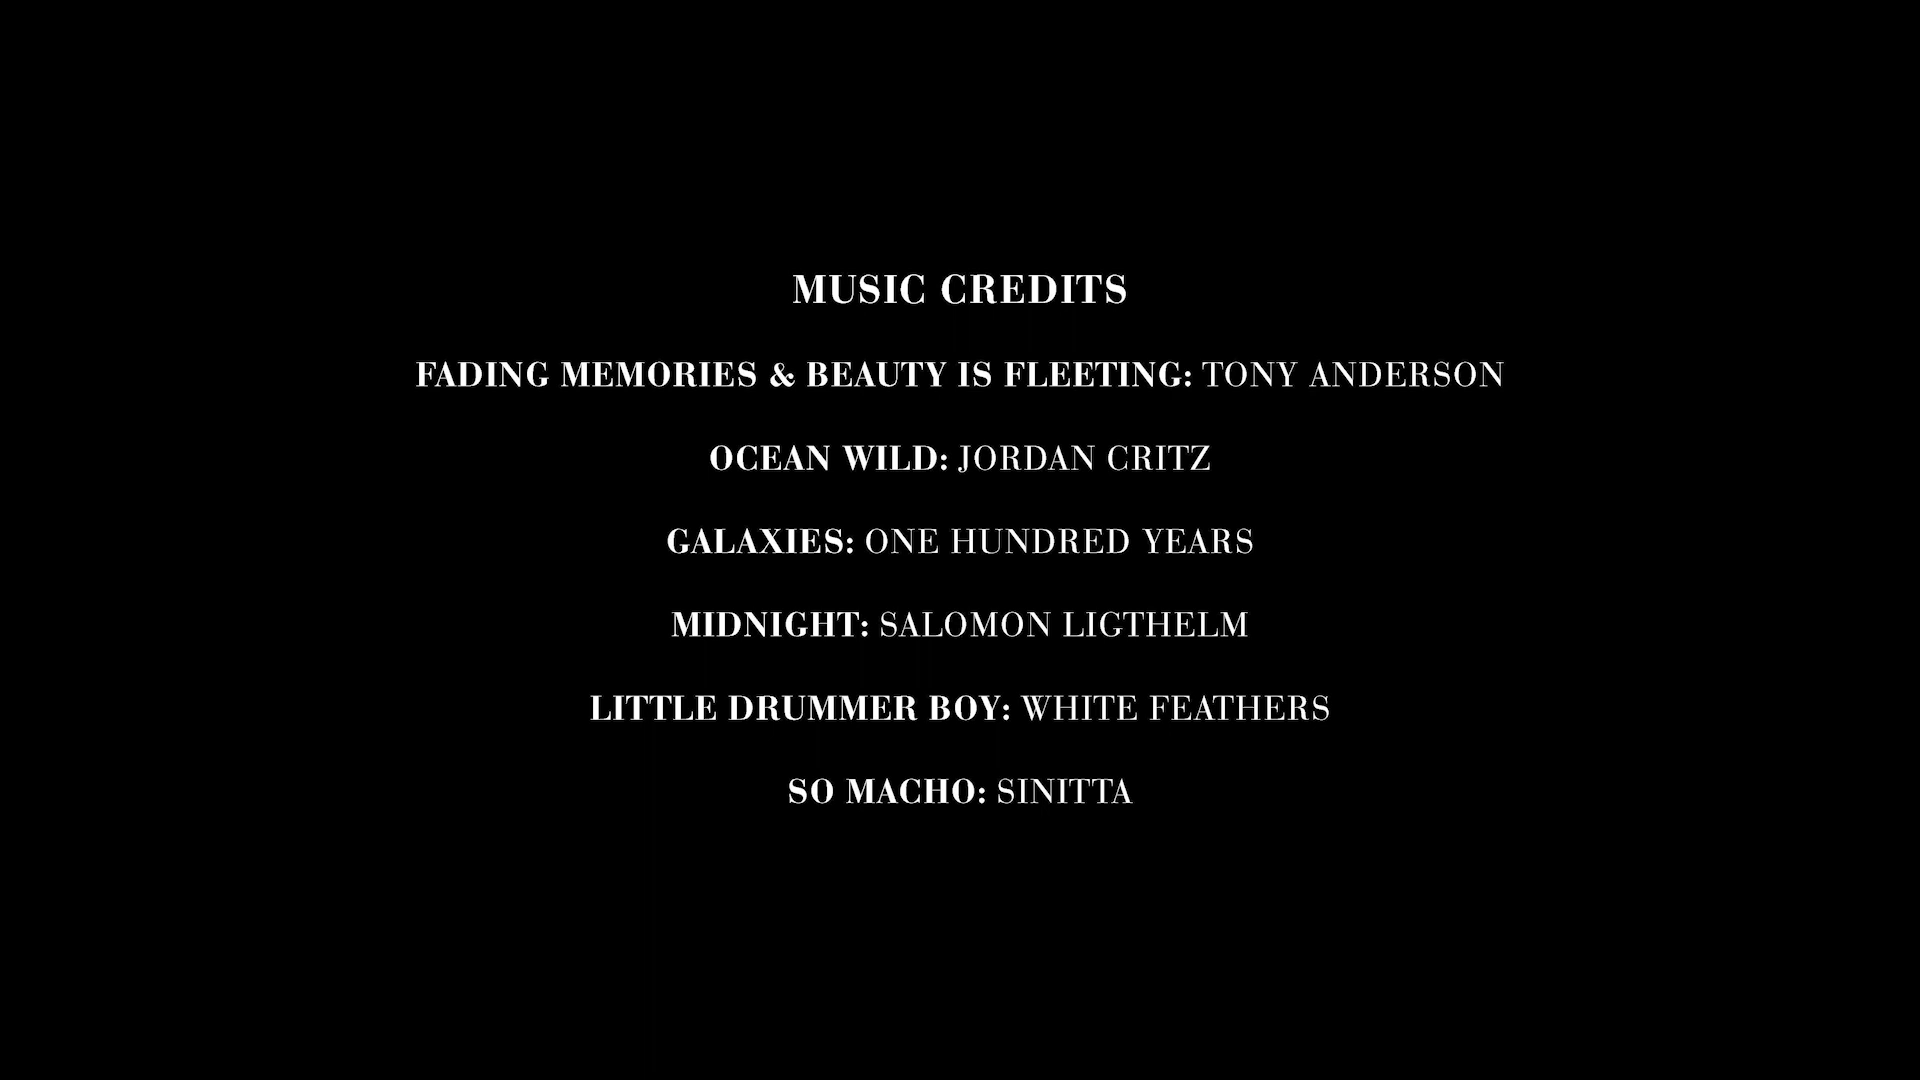 MUSIC CREDITS
FADING MEMORIES & BEAUTY IS FLEETING: TONY ANDERSON
OCEAN WILD: JORDAN CRITZ
GALAXIES: ONE HUNDRED YEARS
MIDNIGHT: SALOMON LIGTHELM
LITTLE DRUMMER BOY: WHITE FEATHERS
SO MACHO: SINITTA